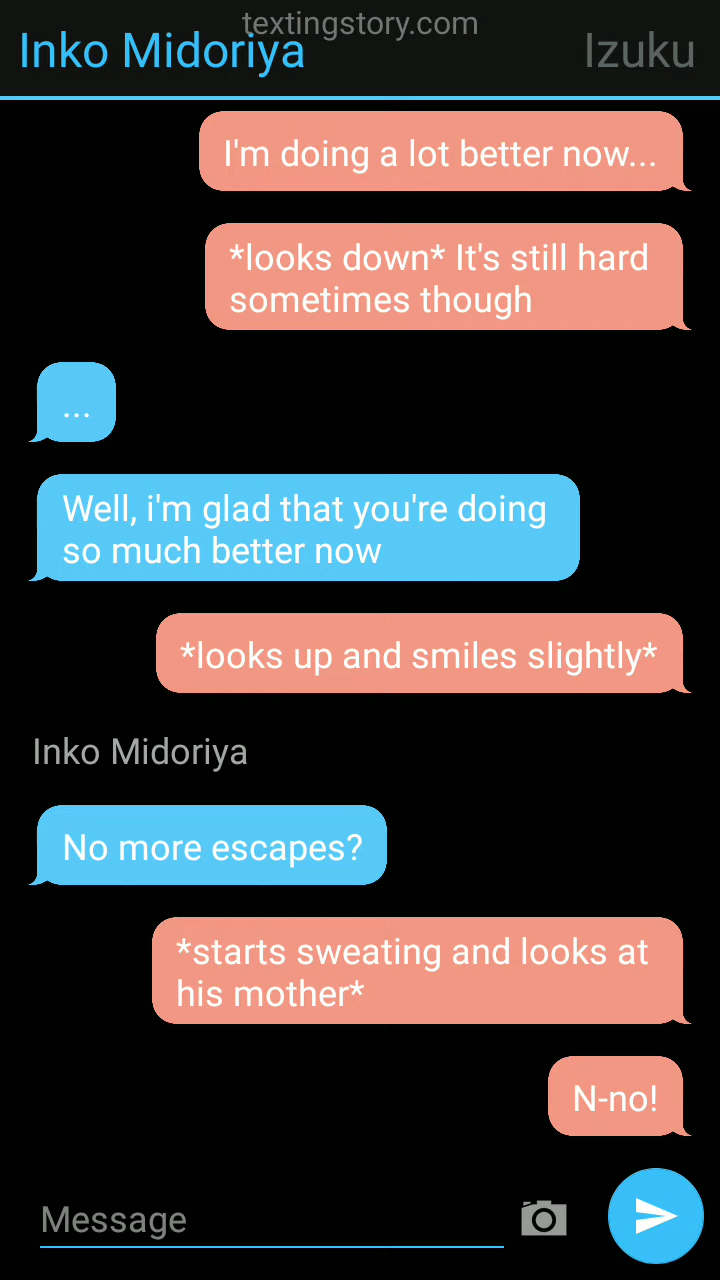 textingstory.com
Inko Midoriya
Izuku
I'm doing a lot better now...
*looks down* It's still hard
sometimes though
...
Well, i'm glad that you're doing
so much better now
*looks up and smiles slightly*
Inko Midoriya
No more escapes?
*starts sweating and looks at
his mother*
N-no!
Message